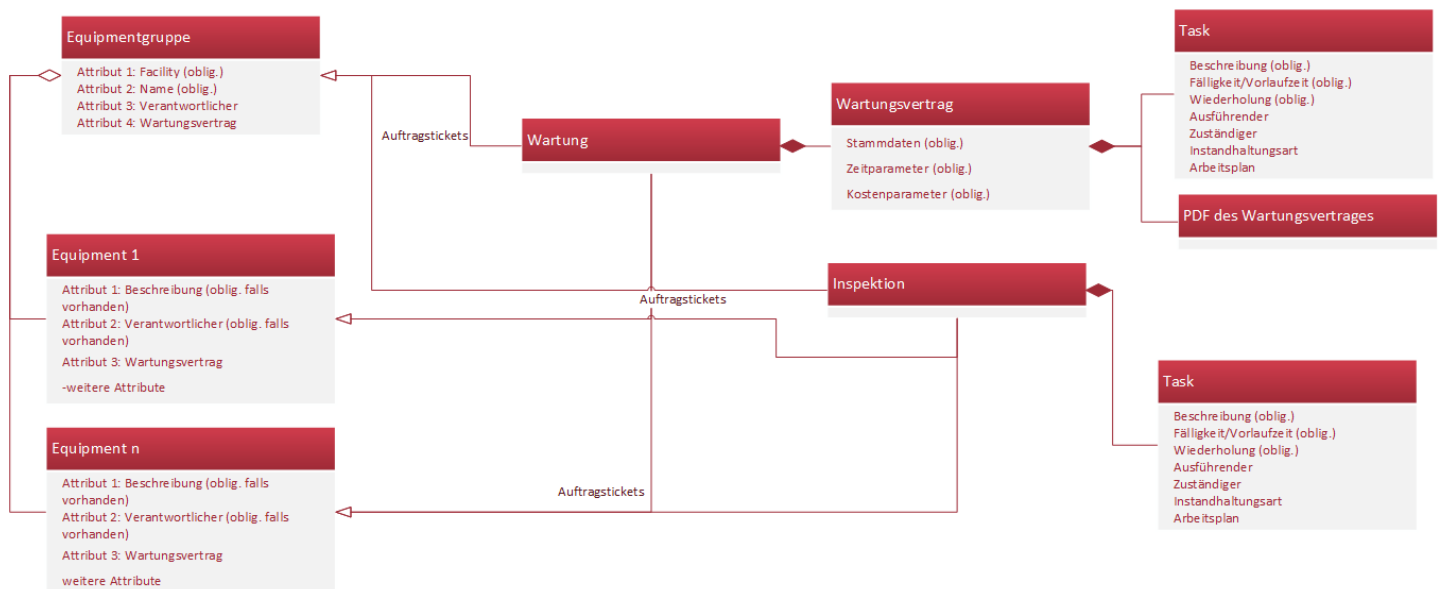 Equipmentgruppe
Attribut 1: Facility (oblig.)
Attribut 2: Name (oblig.)
Attribut 3: Verantwortlicher
Attribut 4: Wartungsvertrag
Auftragstickets
Wartung
Wartungsvertrag
Stammdaten (oblig.)
Zeitparameter (oblig.)
Kostenparameter (oblig.)
Task
Beschreibung (oblig.)
Fälligkeit/Vorlaufzeit (oblig.)
Wiederholung (oblig.)
Ausführender
Zuständiger
Instandhaltungsart
Arbeitsplan
PDF des Wartungsvertrages
Equipment 1
Attribut 1: Beschreibung (oblig. falls
vorhanden)
Attribut 2: Verantwortlicher (oblig. falls
vorhanden)
Attribut 3: Wartungsvertrag
-weitere Attribute
Auftragstickets
Inspektion
Task
Beschreibung (oblig.)
Fälligkeit/Vorlaufzeit (oblig.)
Wiederholung (oblig.)
Ausführender
Zuständiger
Instandhaltungsart
Arbeitsplan
Equipment n
Attribut 1: Beschreibung (oblig. falls
vorhanden)
Attribut 2: Verantwortlicher (oblig. falls
vorhanden)
Attribut 3: Wartungsvertrag
weitere Attribute
Auftragstickets